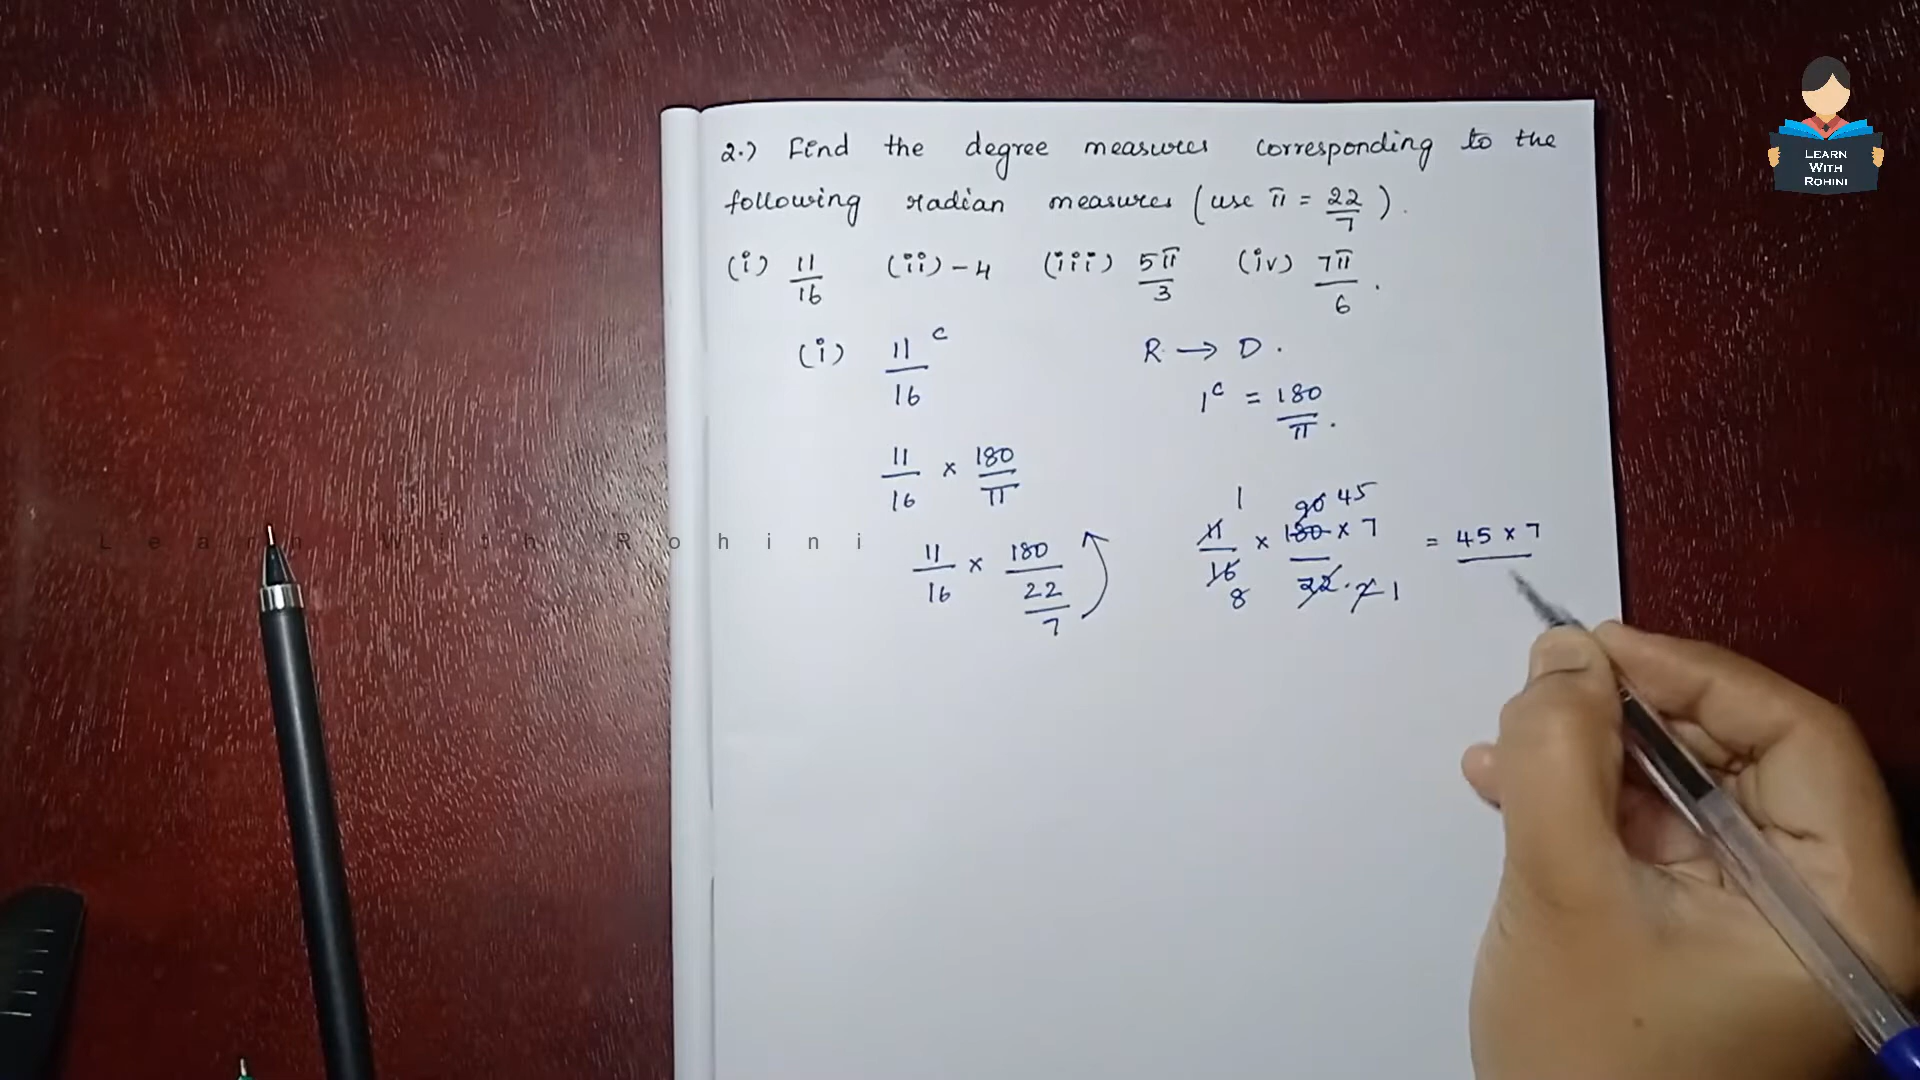 2.) Find the degree measures corresponding to the
following radian measures (use π = 22/7).
(i) 11/16 (ii) -4 (iii) 5π/3 (iv) 7π/6.
(i) 11/16 c
R → D.
1c = 180/π.
11/16 × 180/π
11/16 × 180/22/7
1 90 45
11/16 × 180 × 7/22 = 45 × 7
8 2 1
Learn With Rohini
LEARN
WITH
ROHINI